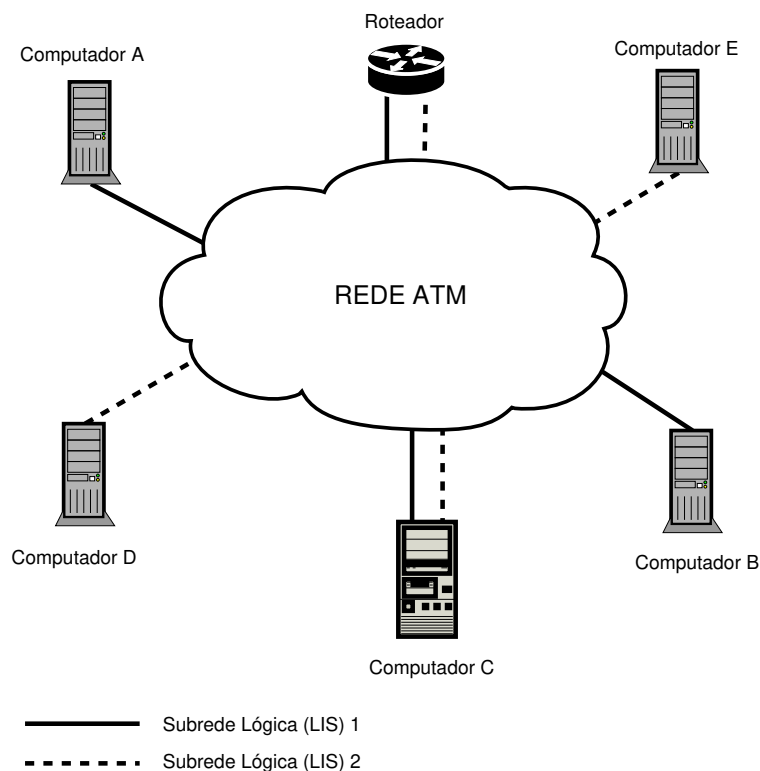 Roteador
Computador A
Computador E
REDE ATM
Computador D
Computador B
Computador C
Subrede Lógica (LIS) 1
Subrede Lógica (LIS) 2